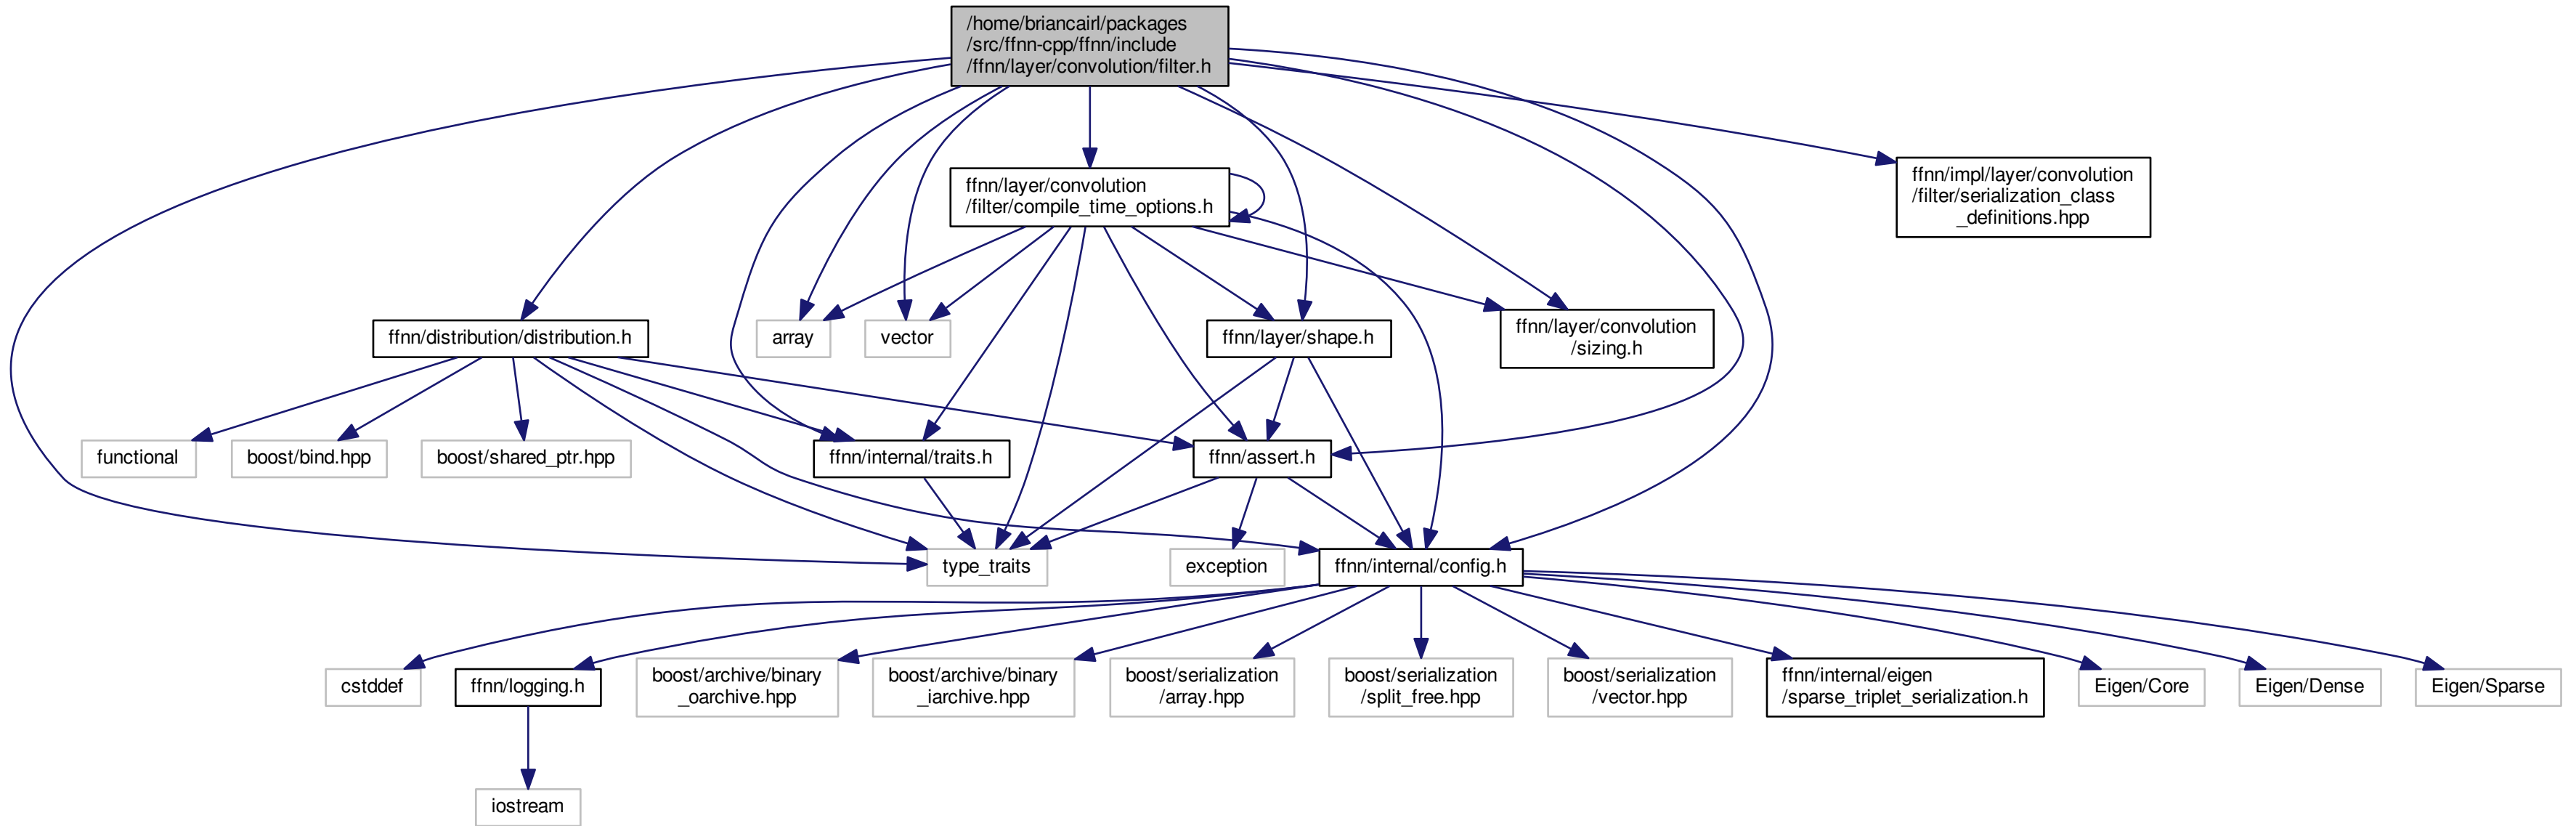 /home/briancairl/packages
/src/ffnn-cpp/ffnn/include
/ffnn/layer/convolution/filter.h
ffnn/layer/convolution
/filter/compile_time_options.h
ffnn/impl/layer/convolution
/filter/serialization_class
_definitions.hpp
ffnn/distribution/distribution.h
array
vector
ffnn/layer/shape.h
ffnn/layer/convolution
/sizing.h
functional
boost/bind.hpp
boost/shared_ptr.hpp
ffnn/internal/traits.h
ffnn/assert.h
type_traits
exception
ffnn/internal/config.h
cstddef
ffnn/logging.h
boost/archive/binary
_oarchive.hpp
boost/archive/binary
_iarchive.hpp
boost/serialization
/array.hpp
boost/serialization
/split_free.hpp
boost/serialization
/vector.hpp
ffnn/internal/eigen
/sparse_triplet_serialization.h
Eigen/Core
Eigen/Dense
Eigen/Sparse
iostream